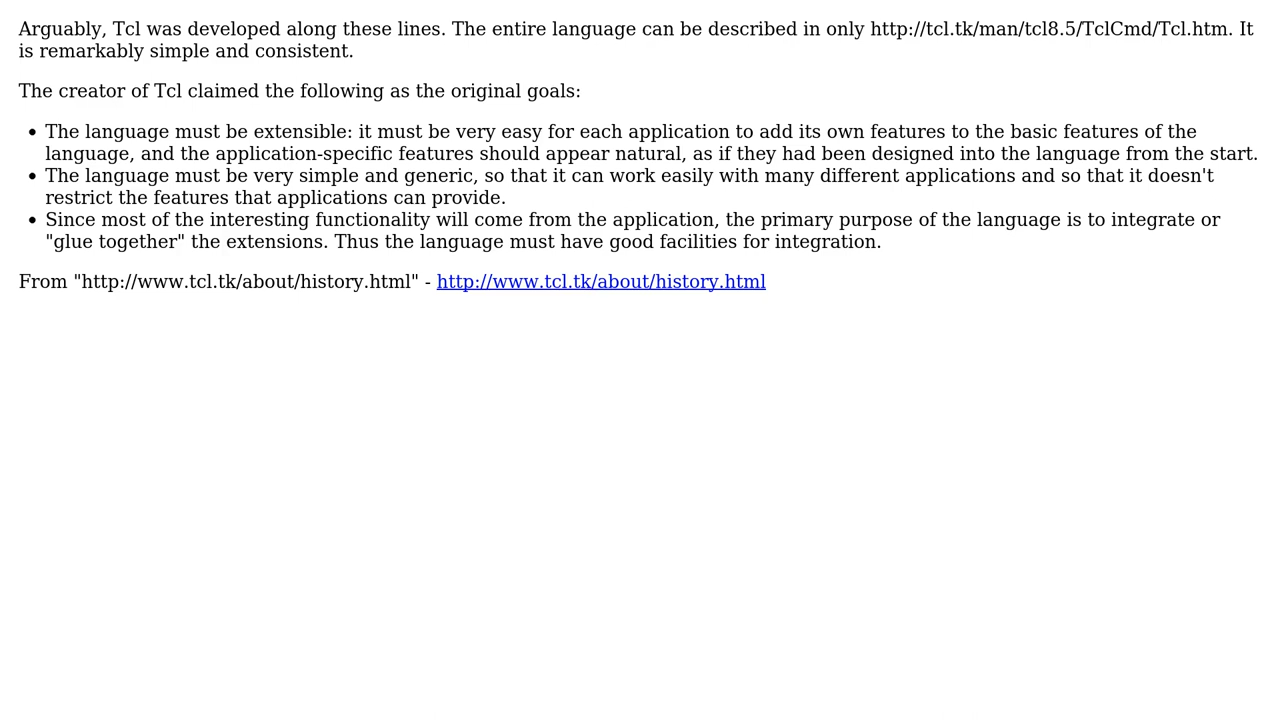 Arguably, Tcl was developed along these lines. The entire language can be described in only http://tcl.tk/man/tcl8.5/TclCmd/Tcl.htm. It
is remarkably simple and consistent.
The creator of Tcl claimed the following as the original goals:
• The language must be extensible: it must be very easy for each application to add its own features to the basic features of the
language, and the application-specific features should appear natural, as if they had been designed into the language from the start.
• The language must be very simple and generic, so that it can work easily with many different applications and so that it doesn't
restrict the features that applications can provide.
• Since most of the interesting functionality will come from the application, the primary purpose of the language is to integrate or
"glue together" the extensions. Thus the language must have good facilities for integration.
From "http://www.tcl.tk/about/history.html" - http://www.tcl.tk/about/history.html